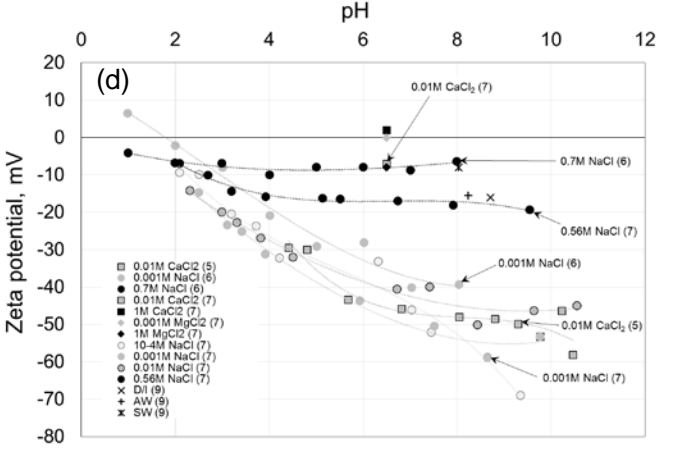 pH
0 2 4 6 8 10 12
(d)
Zeta potential, mV
20
10
0
-10
-20
-30
-40
-50
-60
-70
-80
0.01M CaCl₂ (7)
0.7M NaCl (6)
0.56M NaCl (7)
0.001M NaCl (6)
0.01M CaCl₂ (5)
0.001M NaCl (7)
0.01M CaCl2 (5)
0.001M NaCl (6)
0.7M NaCl (6)
0.01M CaCl2 (7)
1M CaCl2 (7)
0.001M MgCl2 (7)
1M MgCl2 (7)
10-4M NaCl (7)
0.001M NaCl (7)
0.01M NaCl (7)
0.56M NaCl (7)
D/I (9)
AW (9)
SW (9)